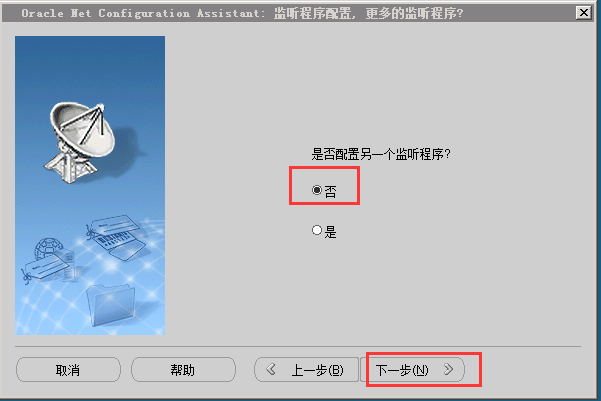 Oracle Net Configuration Assistant: 监听程序配置, 更多的监听程序?
是否配置另一个监听程序?
否
是
取消 帮助 上一步(B) 下一步(N)